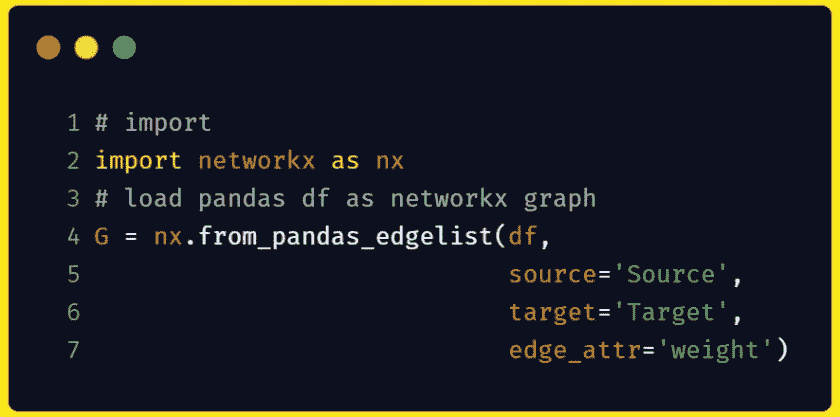 1 # import
2 import networkx as nx
3 # load pandas df as networkx graph
4 G = nx.from_pandas_edgelist(df,
5                             source='Source',
6                             target='Target',
7                             edge_attr='weight')